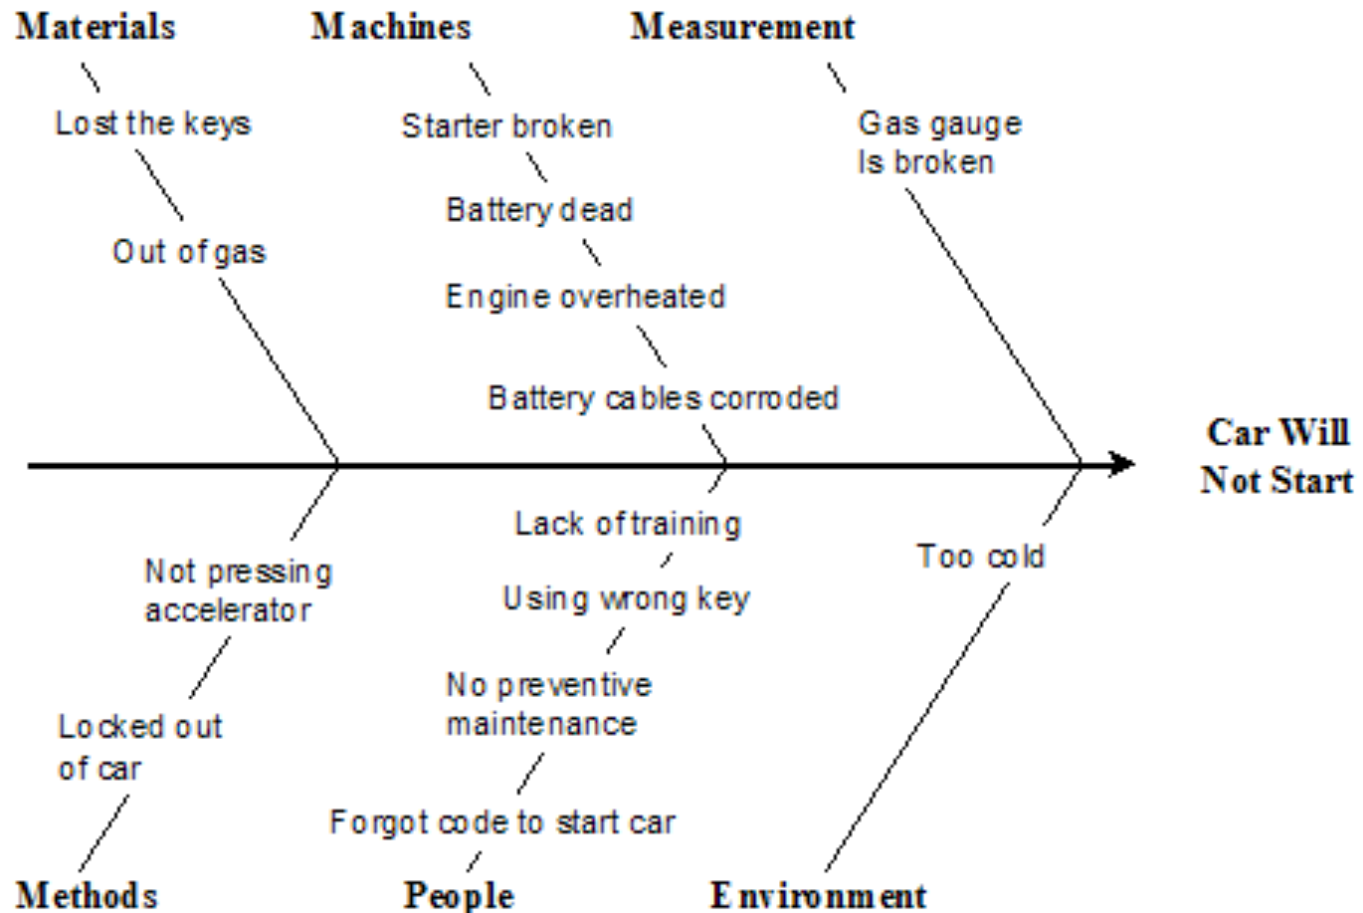 Materials
Machines
Measurement
Lost the keys
Out of gas
Starter broken
Battery dead
Engine overheated
Battery cables corroded
Gas gauge
Is broken
Car Will
Not Start
Not pressing
accelerator
Locked out
of car
Lack of training
Using wrong key
No preventive
maintenance
Forgot code to start car
Too cold
Methods
People
Environment